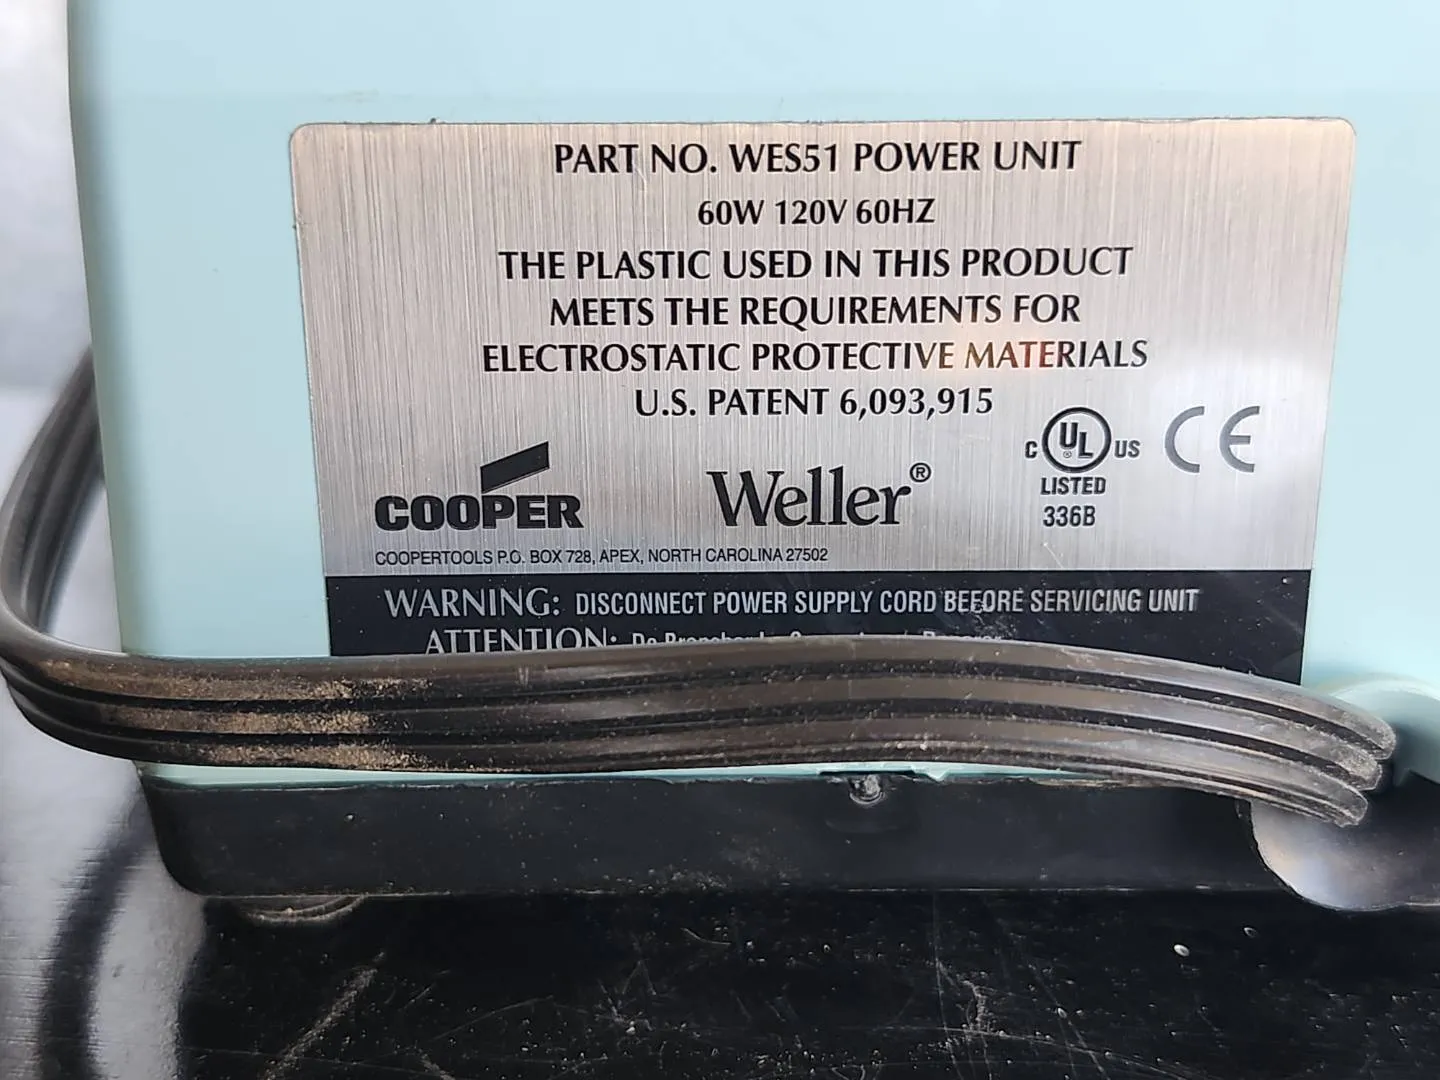 PART NO. WES51 POWER UNIT
60W 120V 60HZ
THE PLASTIC USED IN THIS PRODUCT
MEETS THE REQUIREMENTS FOR
ELECTROSTATIC PROTECTIVE MATERIALS
U.S. PATENT 6,093,915
COOPER
Weller®
C UL® US
LISTED
336B
CE
COOPERTOOLS P.O. BOX 728, APEX, NORTH CAROLINA 27502
WARNING: DISCONNECT POWER SUPPLY CORD BEFORE SERVICING UNIT
ATTENTION: